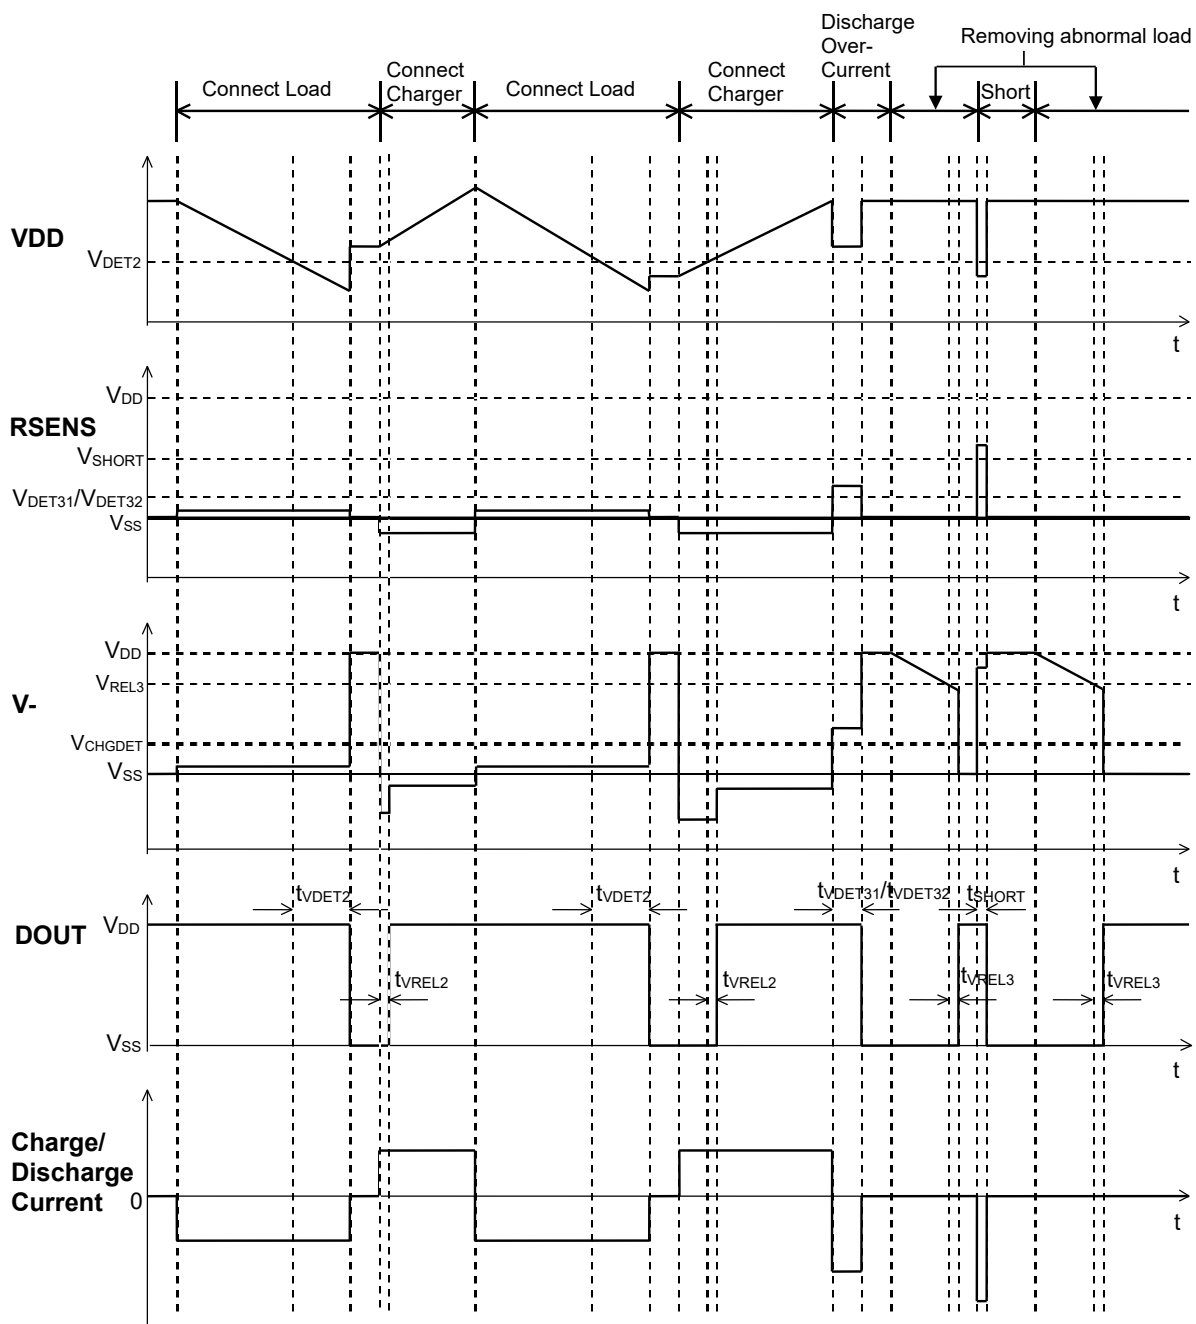 Discharge
Over-
Current
Removing abnormal load
Connect Load
Connect
Charger
Connect Load
Connect
Charger
Short
VDD
VDET2
t
VDD
RSENS
VSHORT
VDET31/VDET32
VSS
t
VDD
VREL3
V-
VCHGDET
VSS
t
tVDET2
tVDET2
tVDET31/tVDET32
tSHORT
VDD
DOUT
tVREL2
tVREL2
tVREL3
tVREL3
VSS
t
Charge/
Discharge
Current
0
t